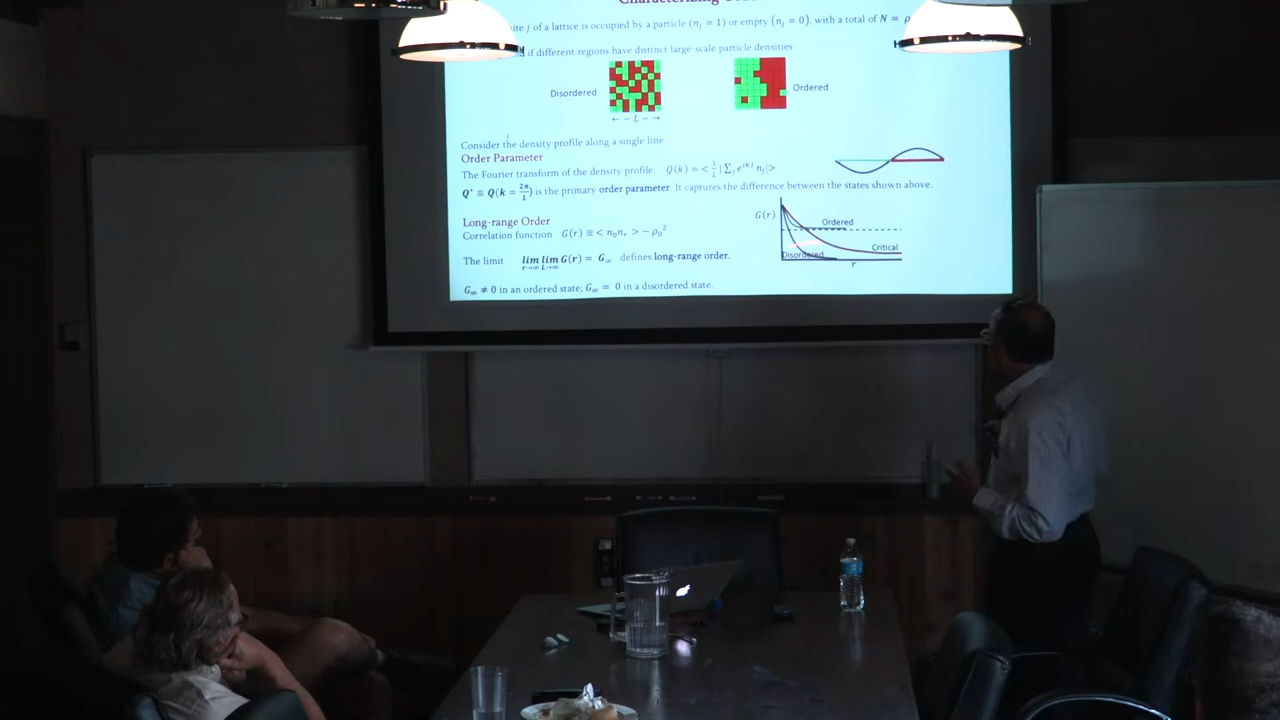 site j of a lattice is occupied by a particle (n_j = 1) or empty (n_j = 0), with a total of N = ρ
if different regions have distinct large-scale particle densities
Disordered
Ordered
← − L − →
Consider the density profile along a single line.
Order Parameter
The Fourier transform of the density profile. Q(k) = < 1/L |∑_j e^{ikj} n_j| >
Q* ≡ Q(k = 2π/L) is the primary order parameter. It captures the difference between the states shown above.
Long-range Order
Correlation function G(r) ≡ < n_0 n_r > − ρ_0^2
G(r)
Ordered
Critical
Disordered
r
The limit lim_{r→∞} lim_{L→∞} G(r) = G_∞ defines long-range order.
G_∞ ≠ 0 in an ordered state; G_∞ = 0 in a disordered state.